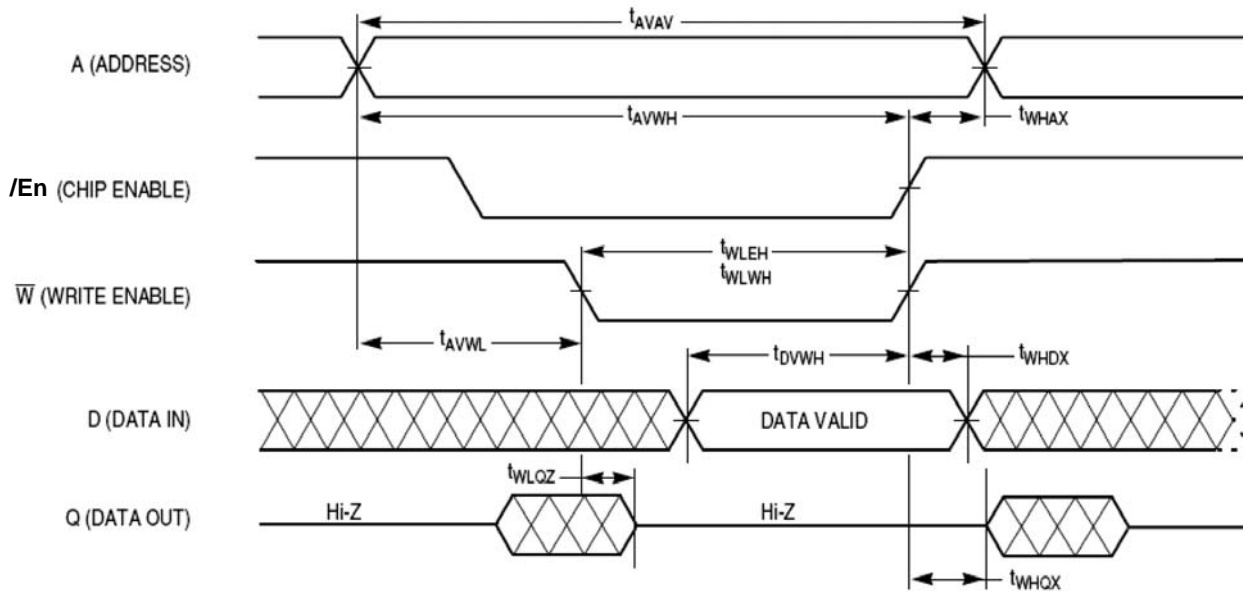 tAVAV
A (ADDRESS)
tAVWH
tWHAX
/En (CHIP ENABLE)
tWLEH
tWLWH
W̅ (WRITE ENABLE)
tAVWL
tDVWH
tWHDX
D (DATA IN)
DATA VALID
tWLQZ
Q (DATA OUT)
Hi-Z
Hi-Z
tWHQX